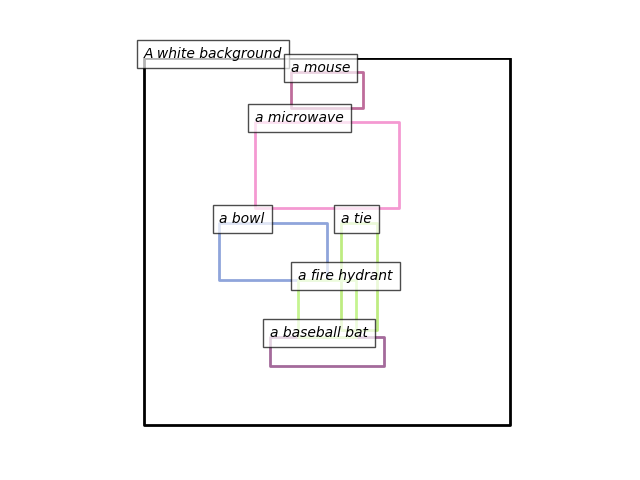 A white background
a mouse
a microwave
a bowl
a tie
a fire hydrant
a baseball bat